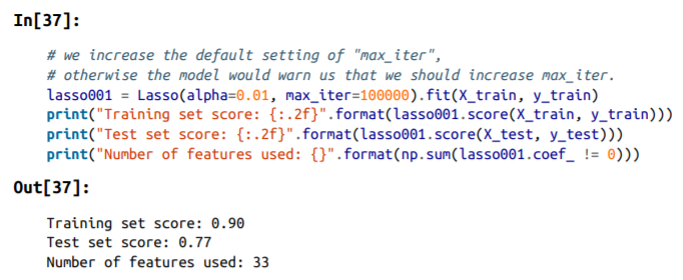 In[37]:
# we increase the default setting of "max_iter",
# otherwise the model would warn us that we should increase max_iter.
lasso001 = Lasso(alpha=0.01, max_iter=100000).fit(X_train, y_train)
print("Training set score: {:.2f}".format(lasso001.score(X_train, y_train)))
print("Test set score: {:.2f}".format(lasso001.score(X_test, y_test)))
print("Number of features used: {}".format(np.sum(lasso001.coef_ != 0)))
Out[37]:
Training set score: 0.90
Test set score: 0.77
Number of features used: 33